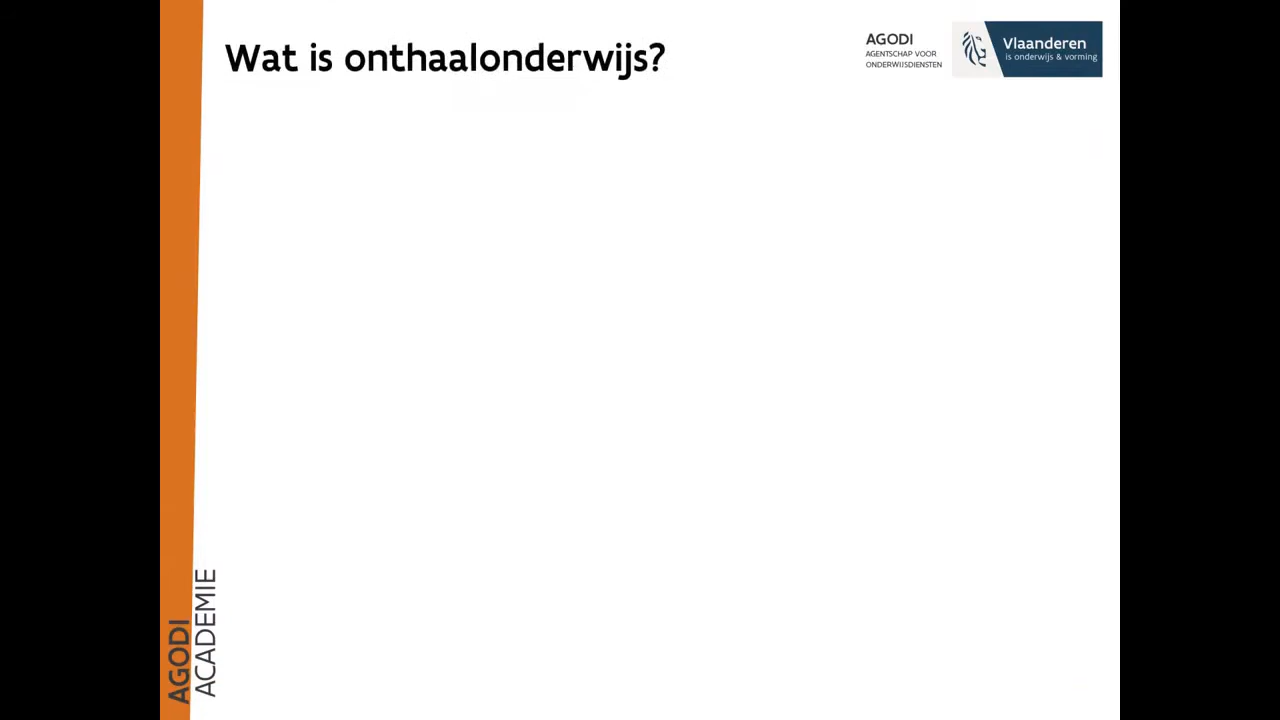 Wat is onthaalonderwijs?
AGODI
AGENTSCHAP VOOR
ONDERWIJSDIENSTEN
Vlaanderen
is onderwijs & vorming
AGODI
ACADEMIE